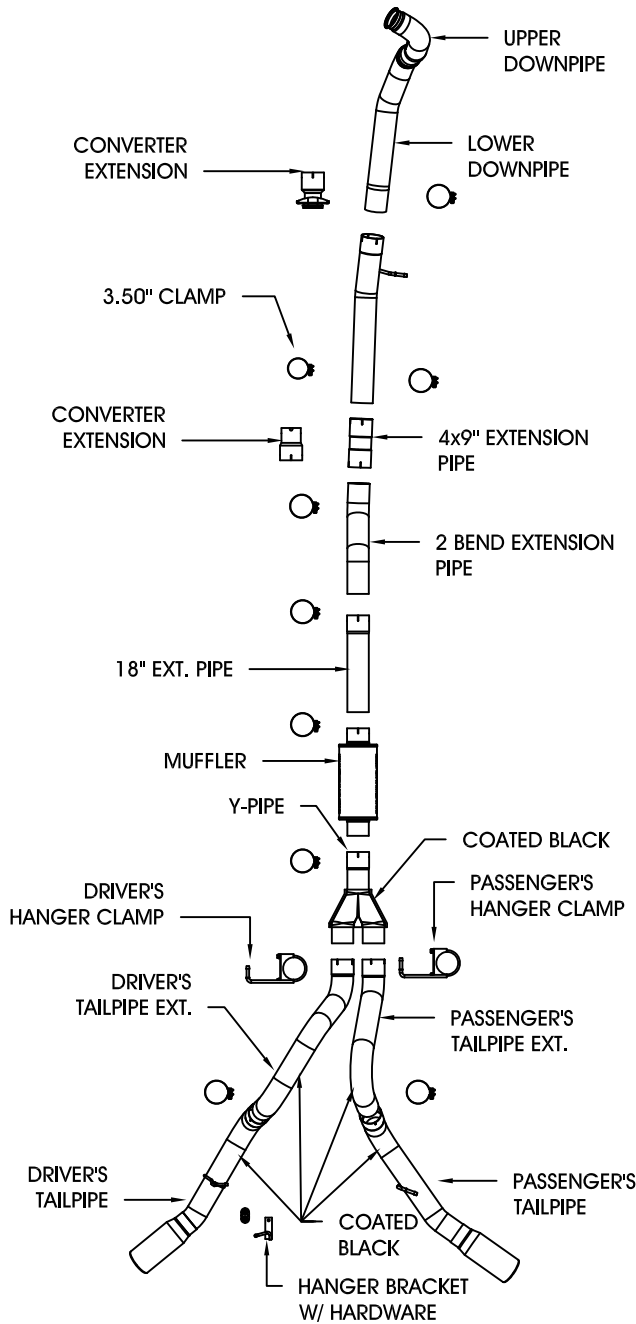 UPPER
DOWNPIPE
CONVERTER
EXTENSION
LOWER
DOWNPIPE
3.50" CLAMP
CONVERTER
EXTENSION
4x9" EXTENSION
PIPE
2 BEND EXTENSION
PIPE
18" EXT. PIPE
MUFFLER
Y-PIPE
COATED BLACK
DRIVER'S
HANGER CLAMP
PASSENGER'S
HANGER CLAMP
DRIVER'S
TAILPIPE EXT.
PASSENGER'S
TAILPIPE EXT.
DRIVER'S
TAILPIPE
PASSENGER'S
TAILPIPE
COATED
BLACK
HANGER BRACKET
W/ HARDWARE